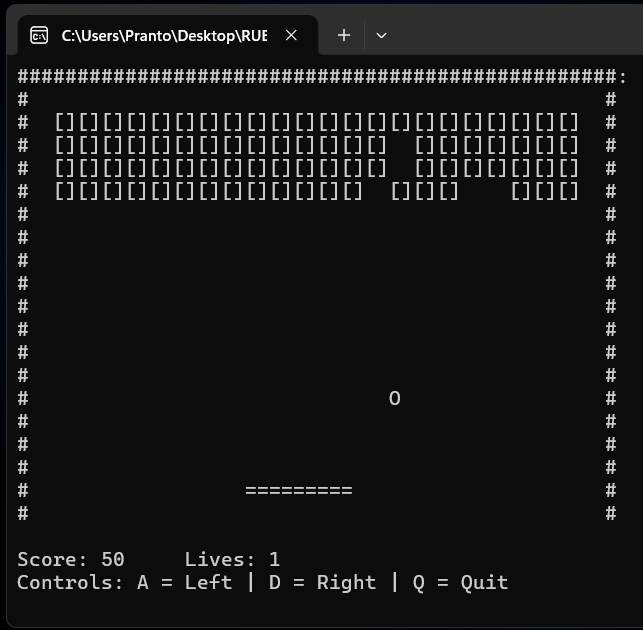 C:\Users\Pranto\Desktop\RUE
##################################################:
#                                                #
#  [][][][][][][][][][][][][][][][][][][][][][]  #
#  [][][][][][][][][][][][][][]  [][][][][][][]  #
#  [][][][][][][][][][][][][][]  [][][][][][][]  #
#  [][][][][][][][][][][][][]  [][][]    [][][]  #
#                                                #
#                                                #
#                                                #
#                                                #
#                                                #
#                                                #
#                                                #
#                                                #
#                              O                 #
#                                                #
#                                                #
#                                                #
#                  =========                     #
#                                                #
Score: 50     Lives: 1
Controls: A = Left | D = Right | Q = Quit